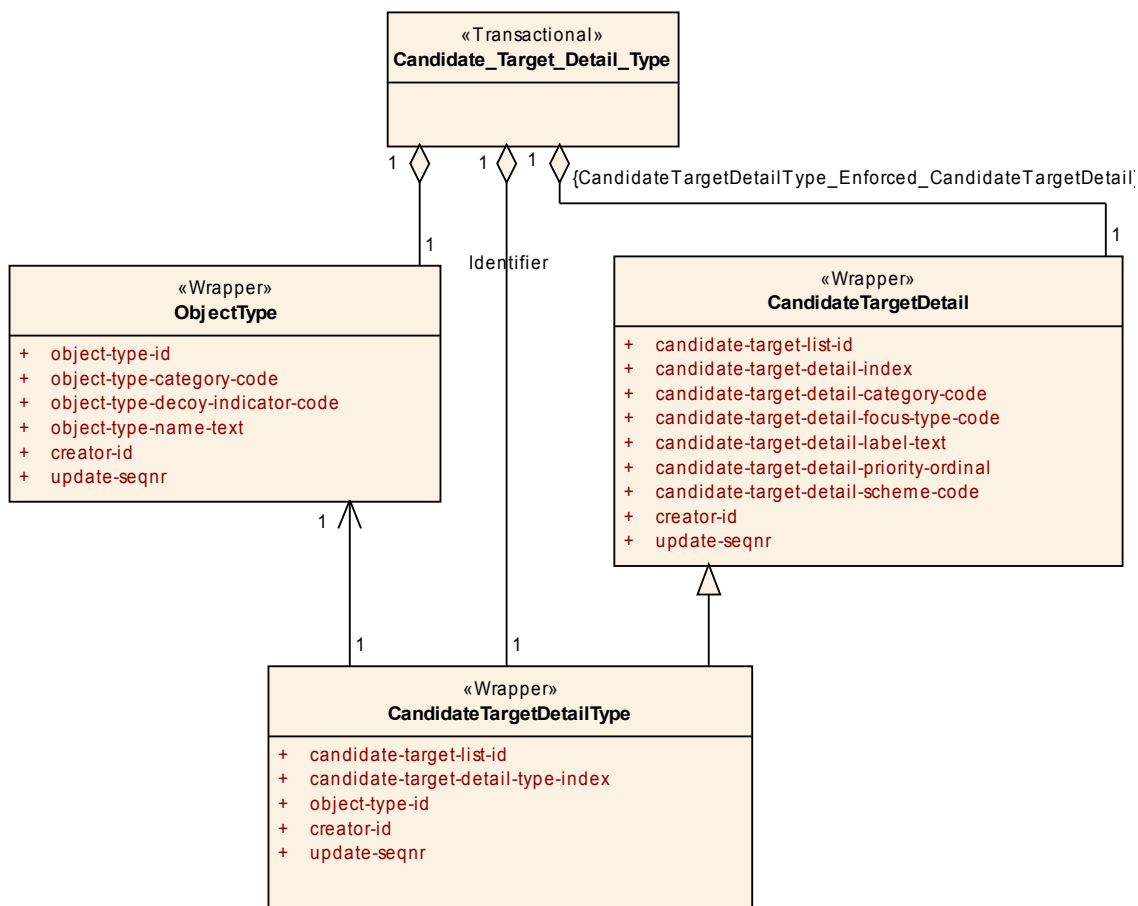 «Transactional»
Candidate_Target_Detail_Type
1
1
1
{CandidateTargetDetailType_Enforced_CandidateTargetDetail}
1
1
Identifier
«Wrapper»
ObjectType
+ object-type-id
+ object-type-category-code
+ object-type-decoy-indicator-code
+ object-type-name-text
+ creator-id
+ update-seqnr
«Wrapper»
CandidateTargetDetail
+ candidate-target-list-id
+ candidate-target-detail-index
+ candidate-target-detail-category-code
+ candidate-target-detail-focus-type-code
+ candidate-target-detail-label-text
+ candidate-target-detail-priority-ordinal
+ candidate-target-detail-scheme-code
+ creator-id
+ update-seqnr
1
1
1
«Wrapper»
CandidateTargetDetailType
+ candidate-target-list-id
+ candidate-target-detail-type-index
+ object-type-id
+ creator-id
+ update-seqnr